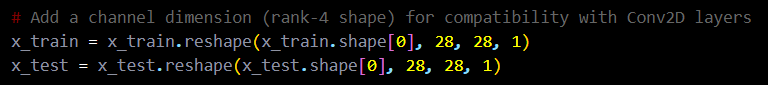 # Add a channel dimension (rank-4 shape) for compatibility with Conv2D layers
x_train = x_train.reshape(x_train.shape[0], 28, 28, 1)
x_test = x_test.reshape(x_test.shape[0], 28, 28, 1)